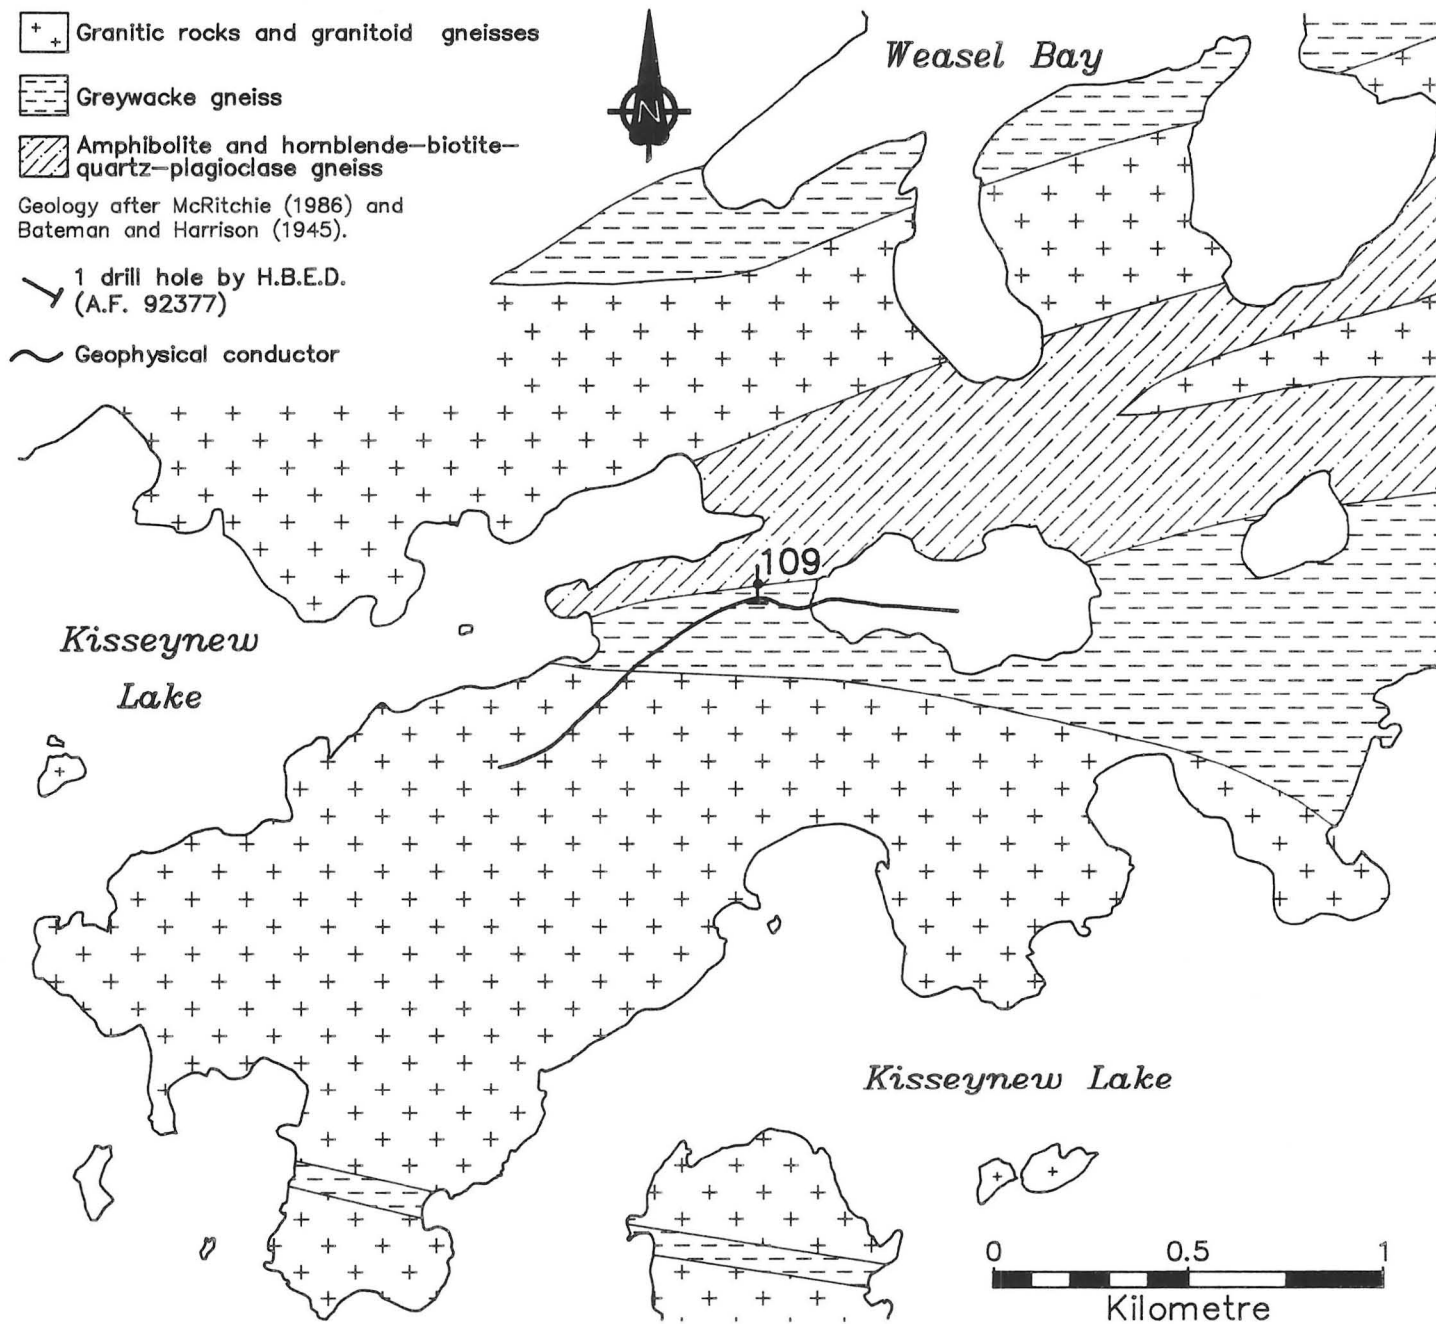 Granitic rocks and granitoid gneisses
Greywacke gneiss
Amphibolite and hornblende-biotite-
quartz-plagioclase gneiss
Geology after McRitchie (1986) and
Bateman and Harrison (1945).
1 drill hole by H.B.E.D.
(A.F. 92377)
Geophysical conductor
N
Weasel Bay
109
Kisseynew
Lake
Kisseynew Lake
0 0.5 1
Kilometre